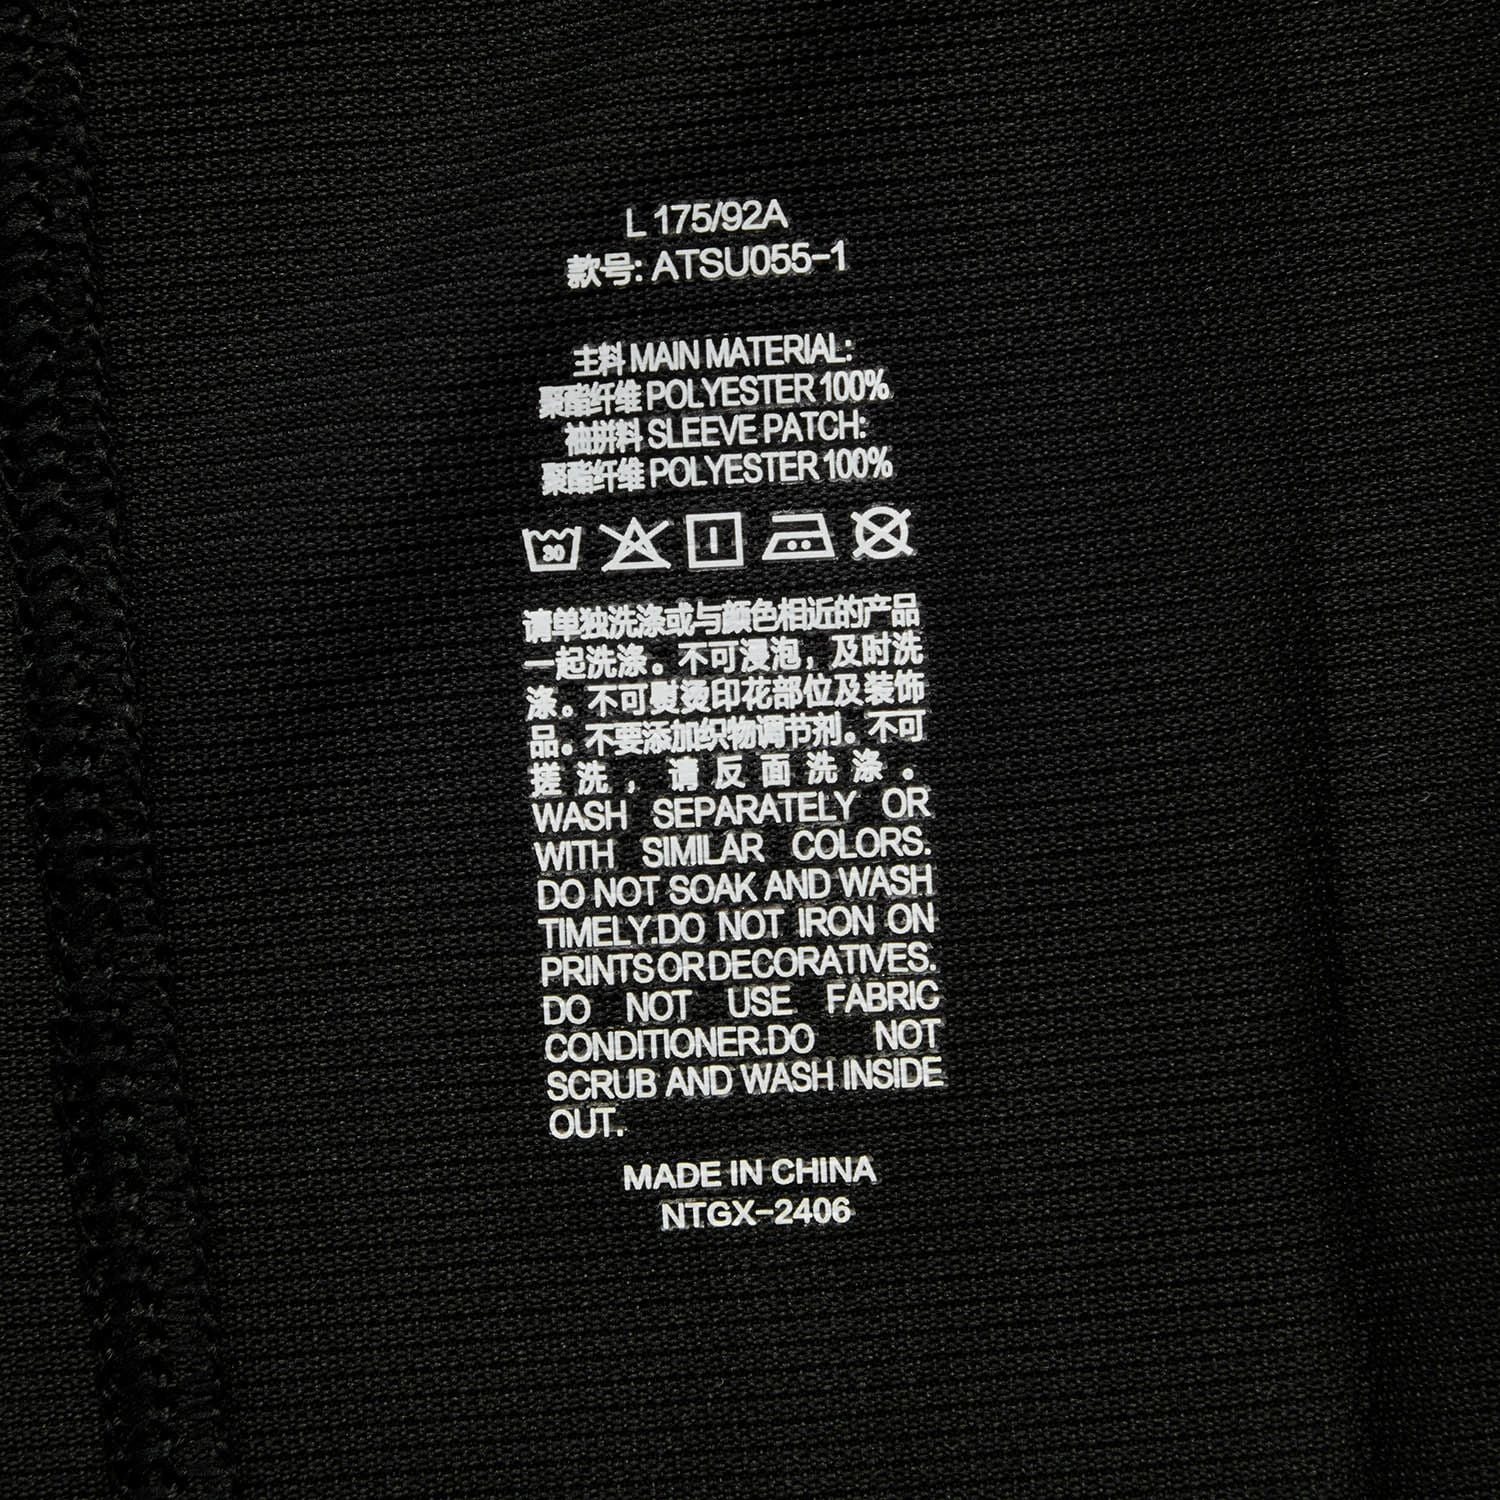 L 175/92A
款号: ATSU055-1
主料 MAIN MATERIAL:
聚酯纤维 POLYESTER 100%
袖拼料 SLEEVE PATCH:
聚酯纤维 POLYESTER 100%
30
请单独洗涤或与颜色相近的产品
一起洗涤。不可浸泡，及时洗
涤。不可熨烫印花部位及装饰
品。不要添加织物调节剂。不可
搓洗，请反面洗涤。
WASH SEPARATELY OR
WITH SIMILAR COLORS.
DO NOT SOAK AND WASH
TIMELY.DO NOT IRON ON
PRINTS OR DECORATIVES.
DO NOT USE FABRIC
CONDITIONER.DO NOT
SCRUB AND WASH INSIDE
OUT.
MADE IN CHINA
NTGX-2406